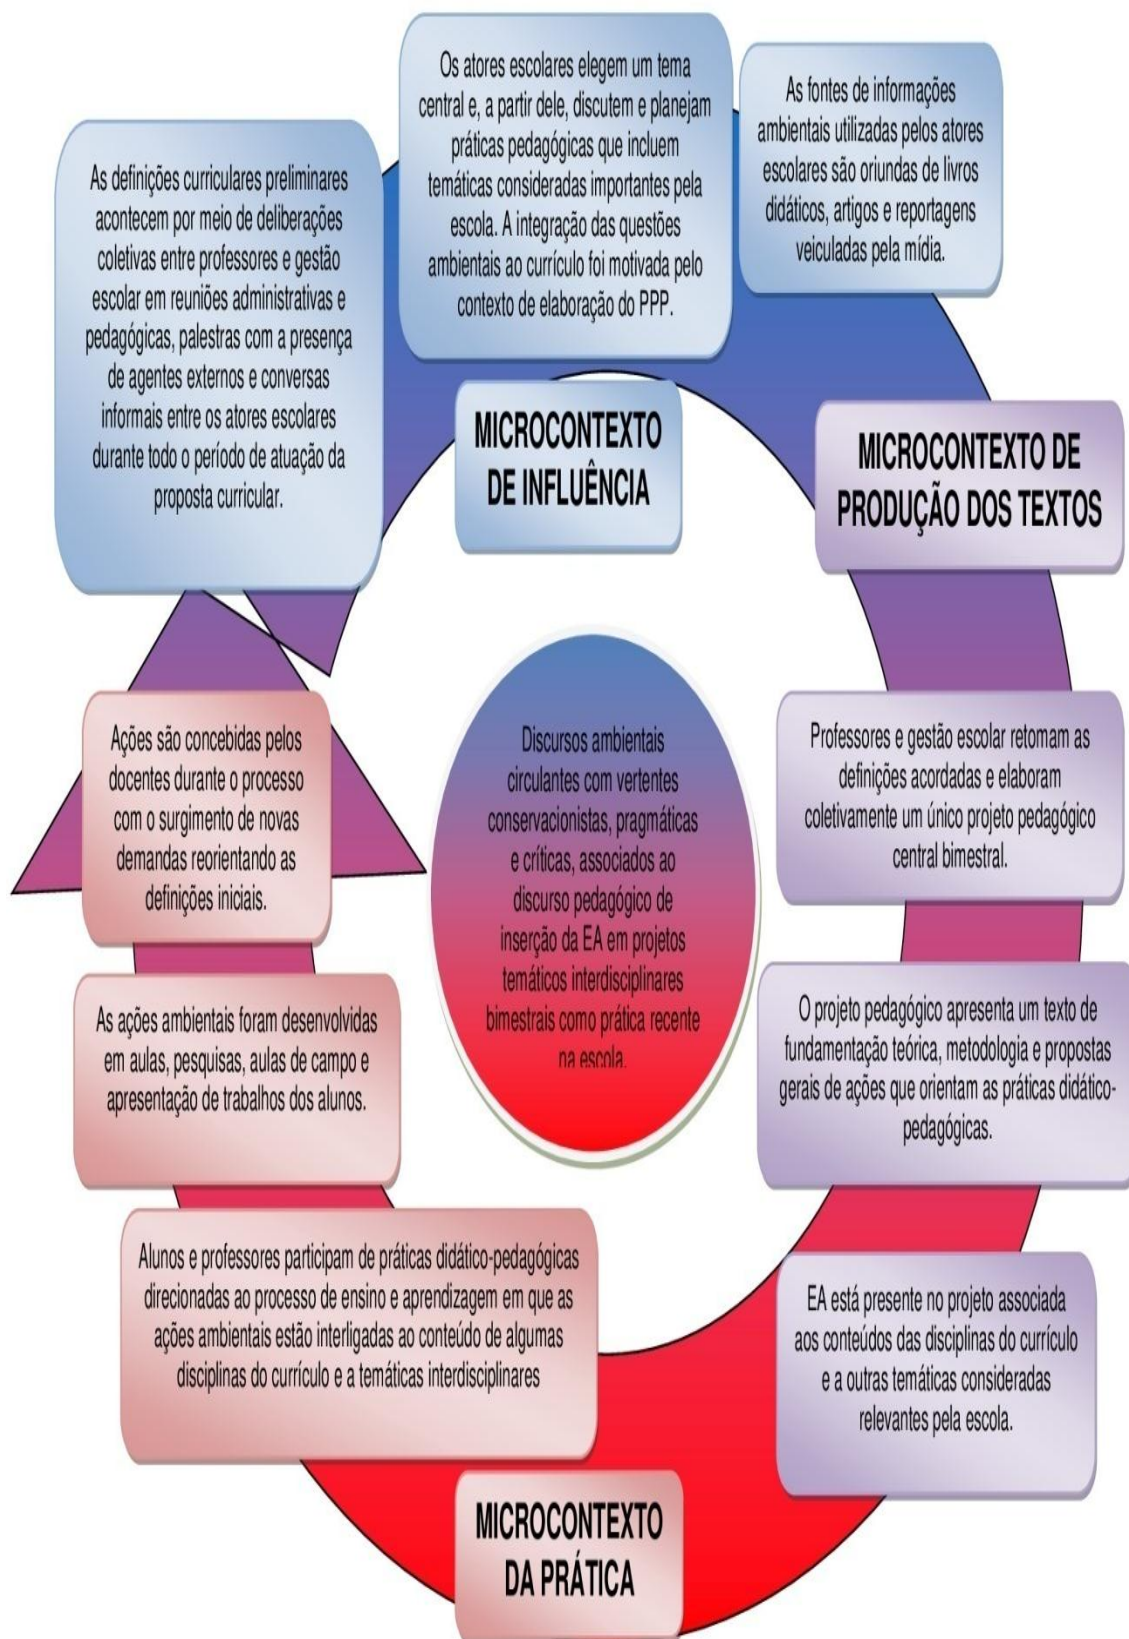 As definições curriculares preliminares
acontecem por meio de deliberações
coletivas entre professores e gestão
escolar em reuniões administrativas e
pedagógicas, palestras com a presença
de agentes externos e conversas
informais entre os atores escolares
durante todo o período de atuação da
proposta curricular.
Os atores escolares elegem um tema
central e, a partir dele, discutem e planejam
práticas pedagógicas que incluem
temáticas consideradas importantes pela
escola. A integração das questões
ambientais ao currículo foi motivada pelo
contexto de elaboração do PPP.
As fontes de informações
ambientais utilizadas pelos atores
escolares são oriundas de livros
didáticos, artigos e reportagens
veiculadas pela mídia.
MICROCONTEXTO
DE INFLUÊNCIA
MICROCONTEXTO DE
PRODUÇÃO DOS TEXTOS
Professores e gestão escolar retomam as
definições acordadas e elaboram
coletivamente um único projeto pedagógico
central bimestral.
O projeto pedagógico apresenta um texto de
fundamentação teórica, metodologia e propostas
gerais de ações que orientam as práticas didático-
pedagógicas.
EA está presente no projeto associada
aos conteúdos das disciplinas do currículo
e a outras temáticas consideradas
relevantes pela escola.
Discursos ambientais
circulantes com vertentes
conservacionistas, pragmáticas
e críticas, associados ao
discurso pedagógico de
inserção da EA em projetos
temáticos interdisciplinares
bimestrais como prática recente
na escola.
Ações são concebidas pelos
docentes durante o processo
com o surgimento de novas
demandas reorientando as
definições iniciais.
As ações ambientais foram desenvolvidas
em aulas, pesquisas, aulas de campo e
apresentação de trabalhos dos alunos.
Alunos e professores participam de práticas didático-pedagógicas
direcionadas ao processo de ensino e aprendizagem em que as
ações ambientais estão interligadas ao conteúdo de algumas
disciplinas do currículo e a temáticas interdisciplinares
MICROCONTEXTO
DA PRÁTICA